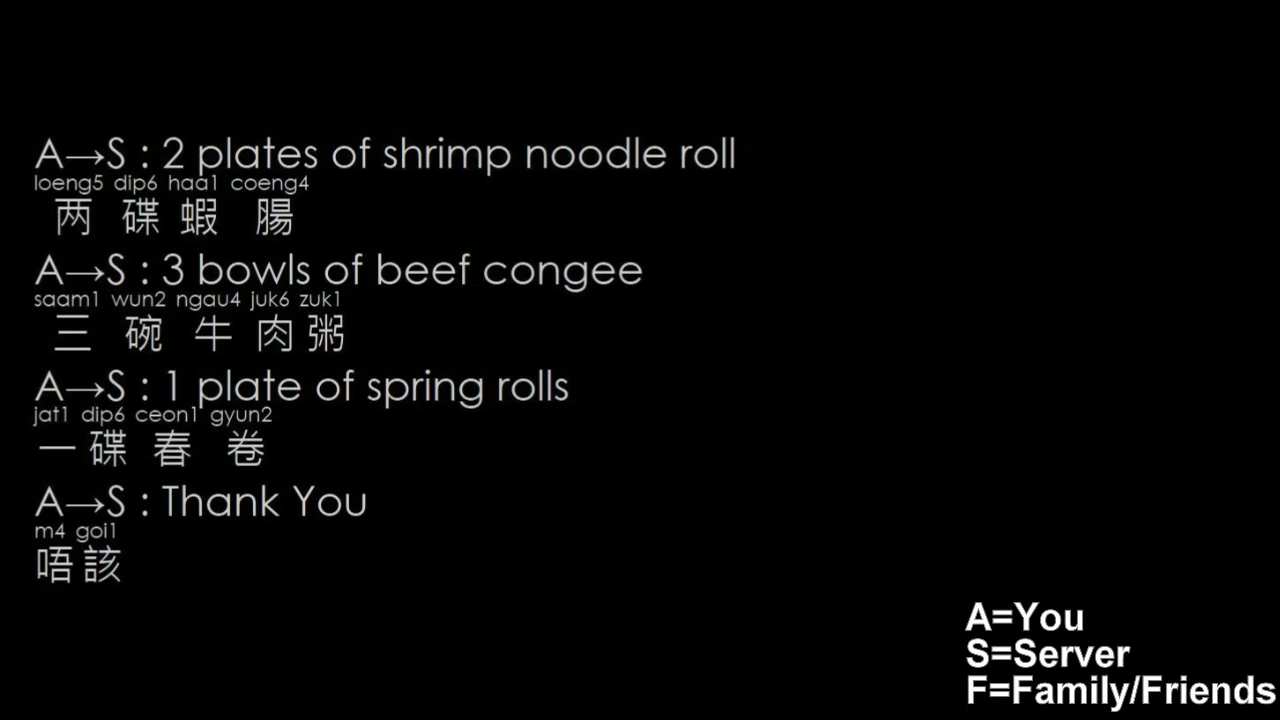 A→S : 2 plates of shrimp noodle roll
loeng5 dip6 haa1 coeng4
两 碟 蝦 腸
A→S : 3 bowls of beef congee
saam1 wun2 ngau4 juk6 zuk1
三 碗 牛 肉 粥
A→S : 1 plate of spring rolls
jat1 dip6 ceon1 gyun2
一 碟 春 卷
A→S : Thank You
m4 goi1
唔 該
A=You
S=Server
F=Family/Friends